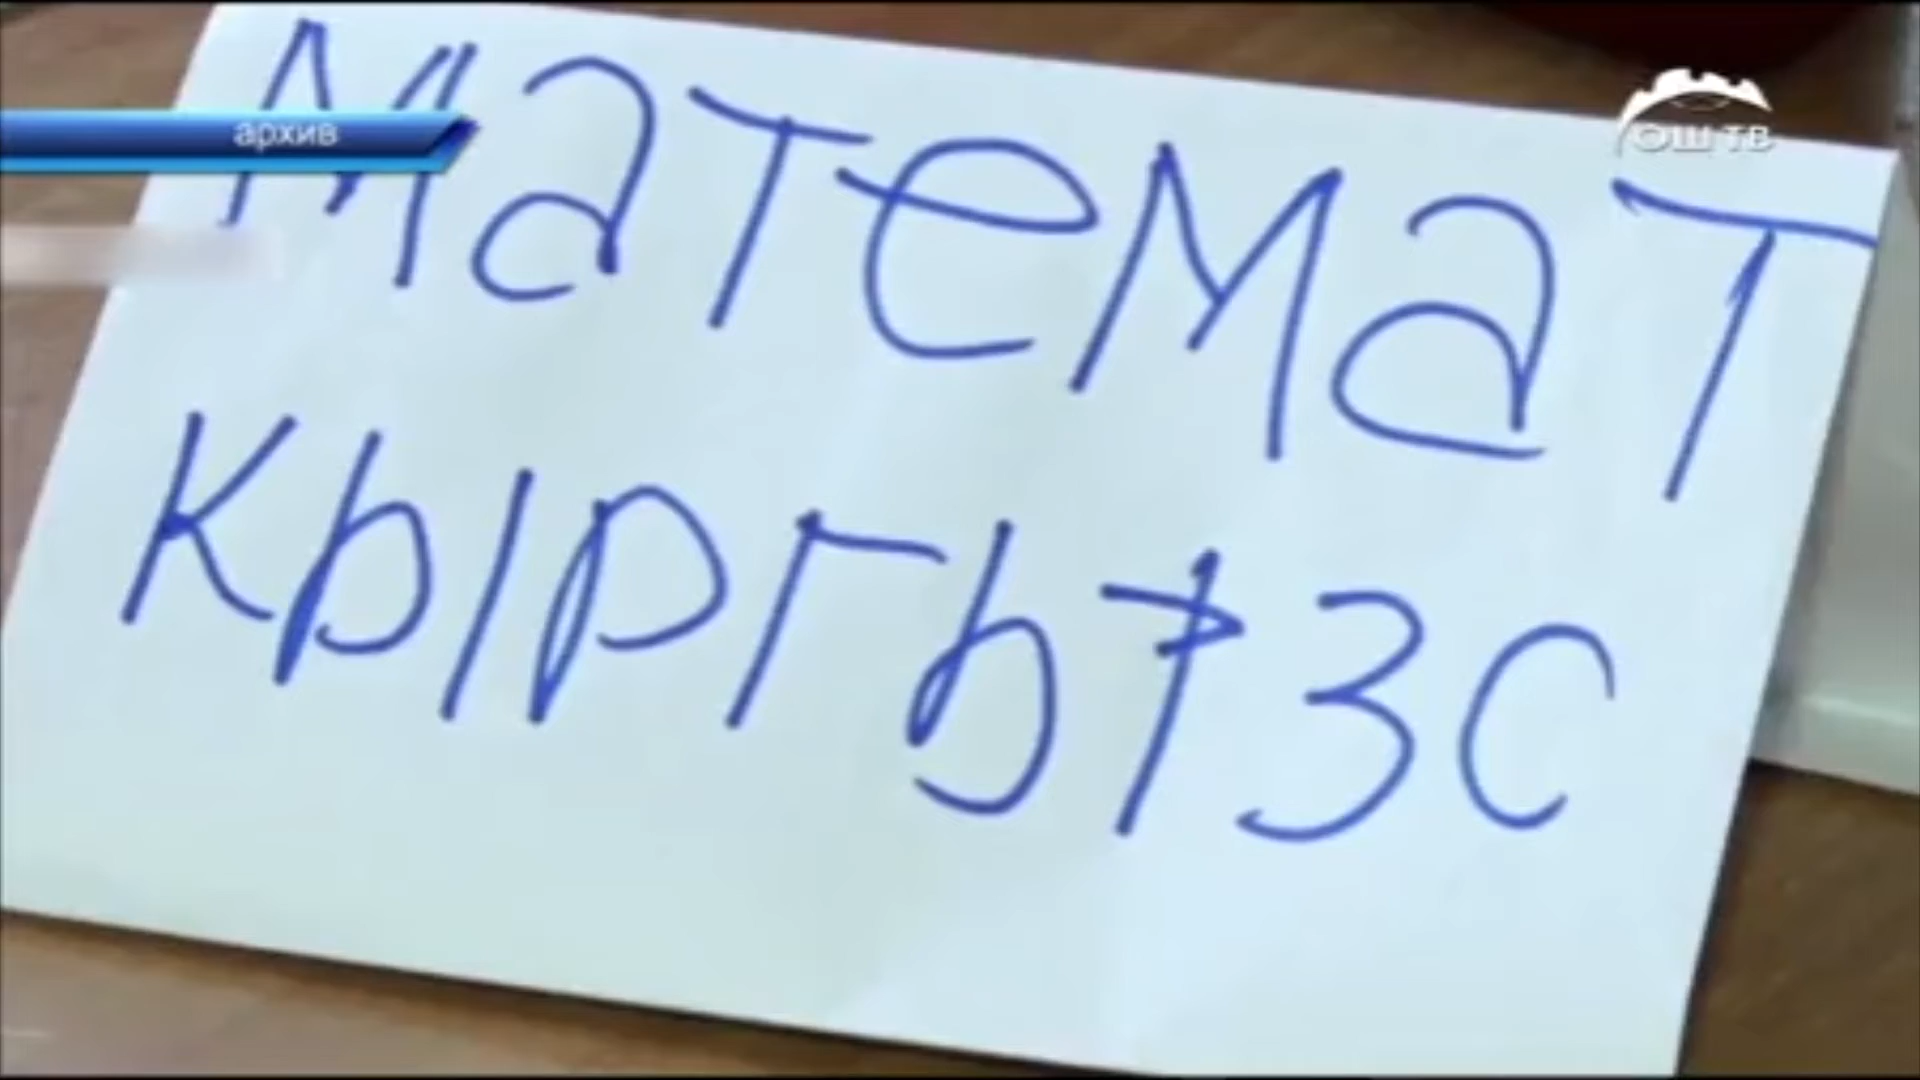 архив
ОШ ТВ
математ
кыргызс